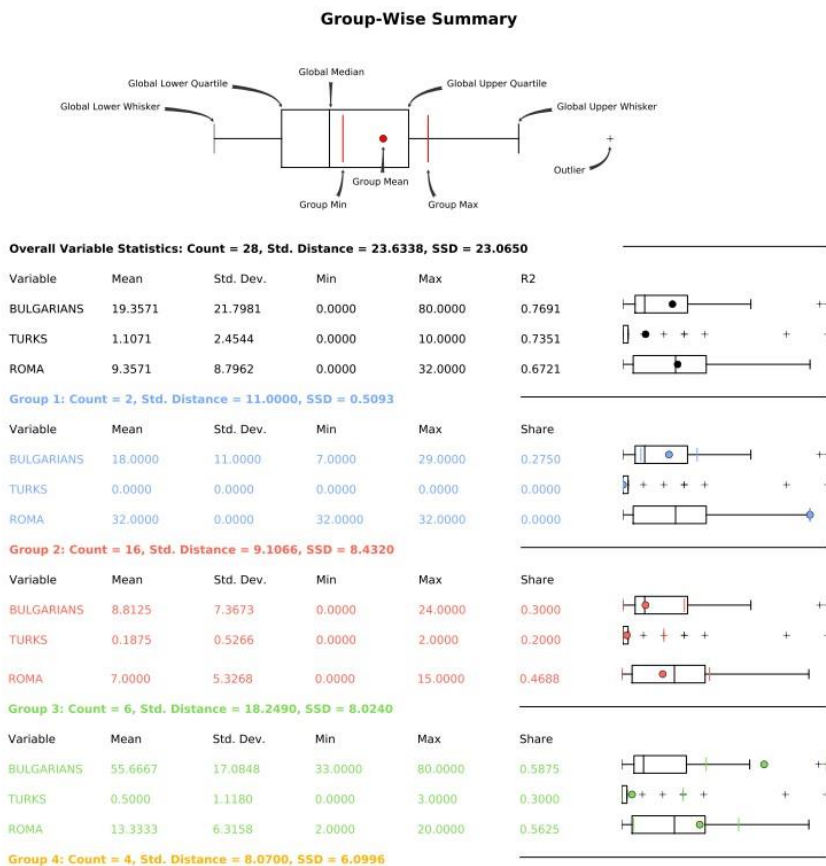 Group-Wise Summary
Global Median
Global Lower Quartile
Global Upper Quartile
Global Lower Whisker
Global Upper Whisker
Outlier
Group Mean
Group Min
Group Max
Overall Variable Statistics: Count = 28, Std. Distance = 23.6338, SSD = 23.0650
Variable Mean Std. Dev. Min Max R2
BULGARIANS 19.3571 21.7981 0.0000 80.0000 0.7691
TURKS 1.1071 2.4544 0.0000 10.0000 0.7351
ROMA 9.3571 8.7962 0.0000 32.0000 0.6721
Group 1: Count = 2, Std. Distance = 11.0000, SSD = 0.5093
Variable Mean Std. Dev. Min Max Share
BULGARIANS 18.0000 11.0000 7.0000 29.0000 0.2750
TURKS 0.0000 0.0000 0.0000 0.0000 0.0000
ROMA 32.0000 0.0000 32.0000 32.0000 0.0000
Group 2: Count = 16, Std. Distance = 9.1066, SSD = 8.4320
Variable Mean Std. Dev. Min Max Share
BULGARIANS 8.8125 7.3673 0.0000 24.0000 0.3000
TURKS 0.1875 0.5266 0.0000 2.0000 0.2000
ROMA 7.0000 5.3268 0.0000 15.0000 0.4688
Group 3: Count = 6, Std. Distance = 18.2490, SSD = 8.0240
Variable Mean Std. Dev. Min Max Share
BULGARIANS 55.6667 17.0848 33.0000 80.0000 0.5875
TURKS 0.5000 1.1180 0.0000 3.0000 0.3000
ROMA 13.3333 6.3158 2.0000 20.0000 0.5625
Group 4: Count = 4, Std. Distance = 8.0700, SSD = 6.0996